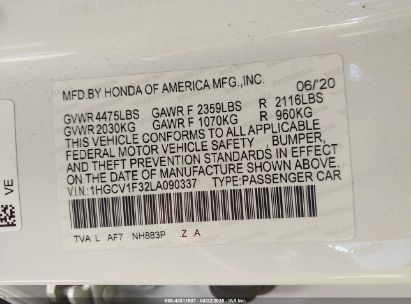 MFD.BY HONDA OF AMERICA MFG.,INC. 06/20
GVWR 4475LBS GAWR F 2359LBS R 2116LBS
GVWR 2030KG GAWR F 1070KG R 960KG
THIS VEHICLE CONFORMS TO ALL APPLICABLE
FEDERAL MOTOR VEHICLE SAFETY , BUMPER,
AND THEFT PREVENTION STANDARDS IN EFFECT ON THE
DATE OF MANUFACTURE SHOWN ABOVE.
V.I.N:1HGCV1F32LA090337 TYPE:PASSENGER CAR
TVA L AF7 NH883P Z A
VE